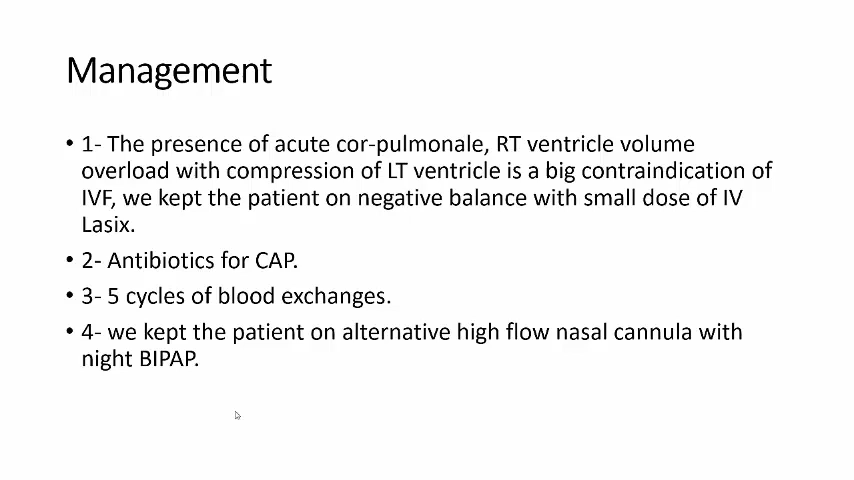 Management
• 1- The presence of acute cor-pulmonale, RT ventricle volume
overload with compression of LT ventricle is a big contraindication of
IVF, we kept the patient on negative balance with small dose of IV
Lasix.
• 2- Antibiotics for CAP.
• 3- 5 cycles of blood exchanges.
• 4- we kept the patient on alternative high flow nasal cannula with
night BIPAP.